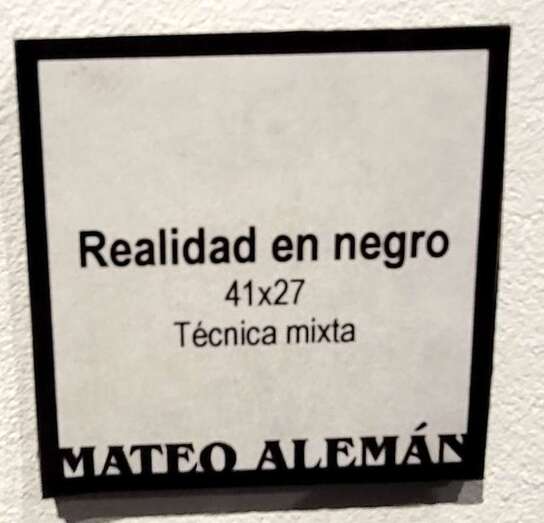 Realidad en negro
41x27
Técnica mixta
MATEO ALEMÁN